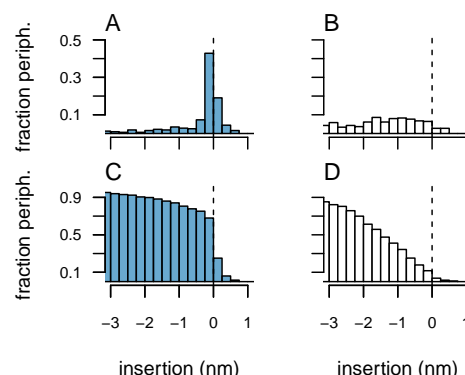 A B
fraction periph.
0.5
0.3
0.1
C D
fraction periph.
0.9
0.5
0.1
−3 −2 −1 0 1 −3 −2 −1 0 1
insertion (nm) insertion (nm)